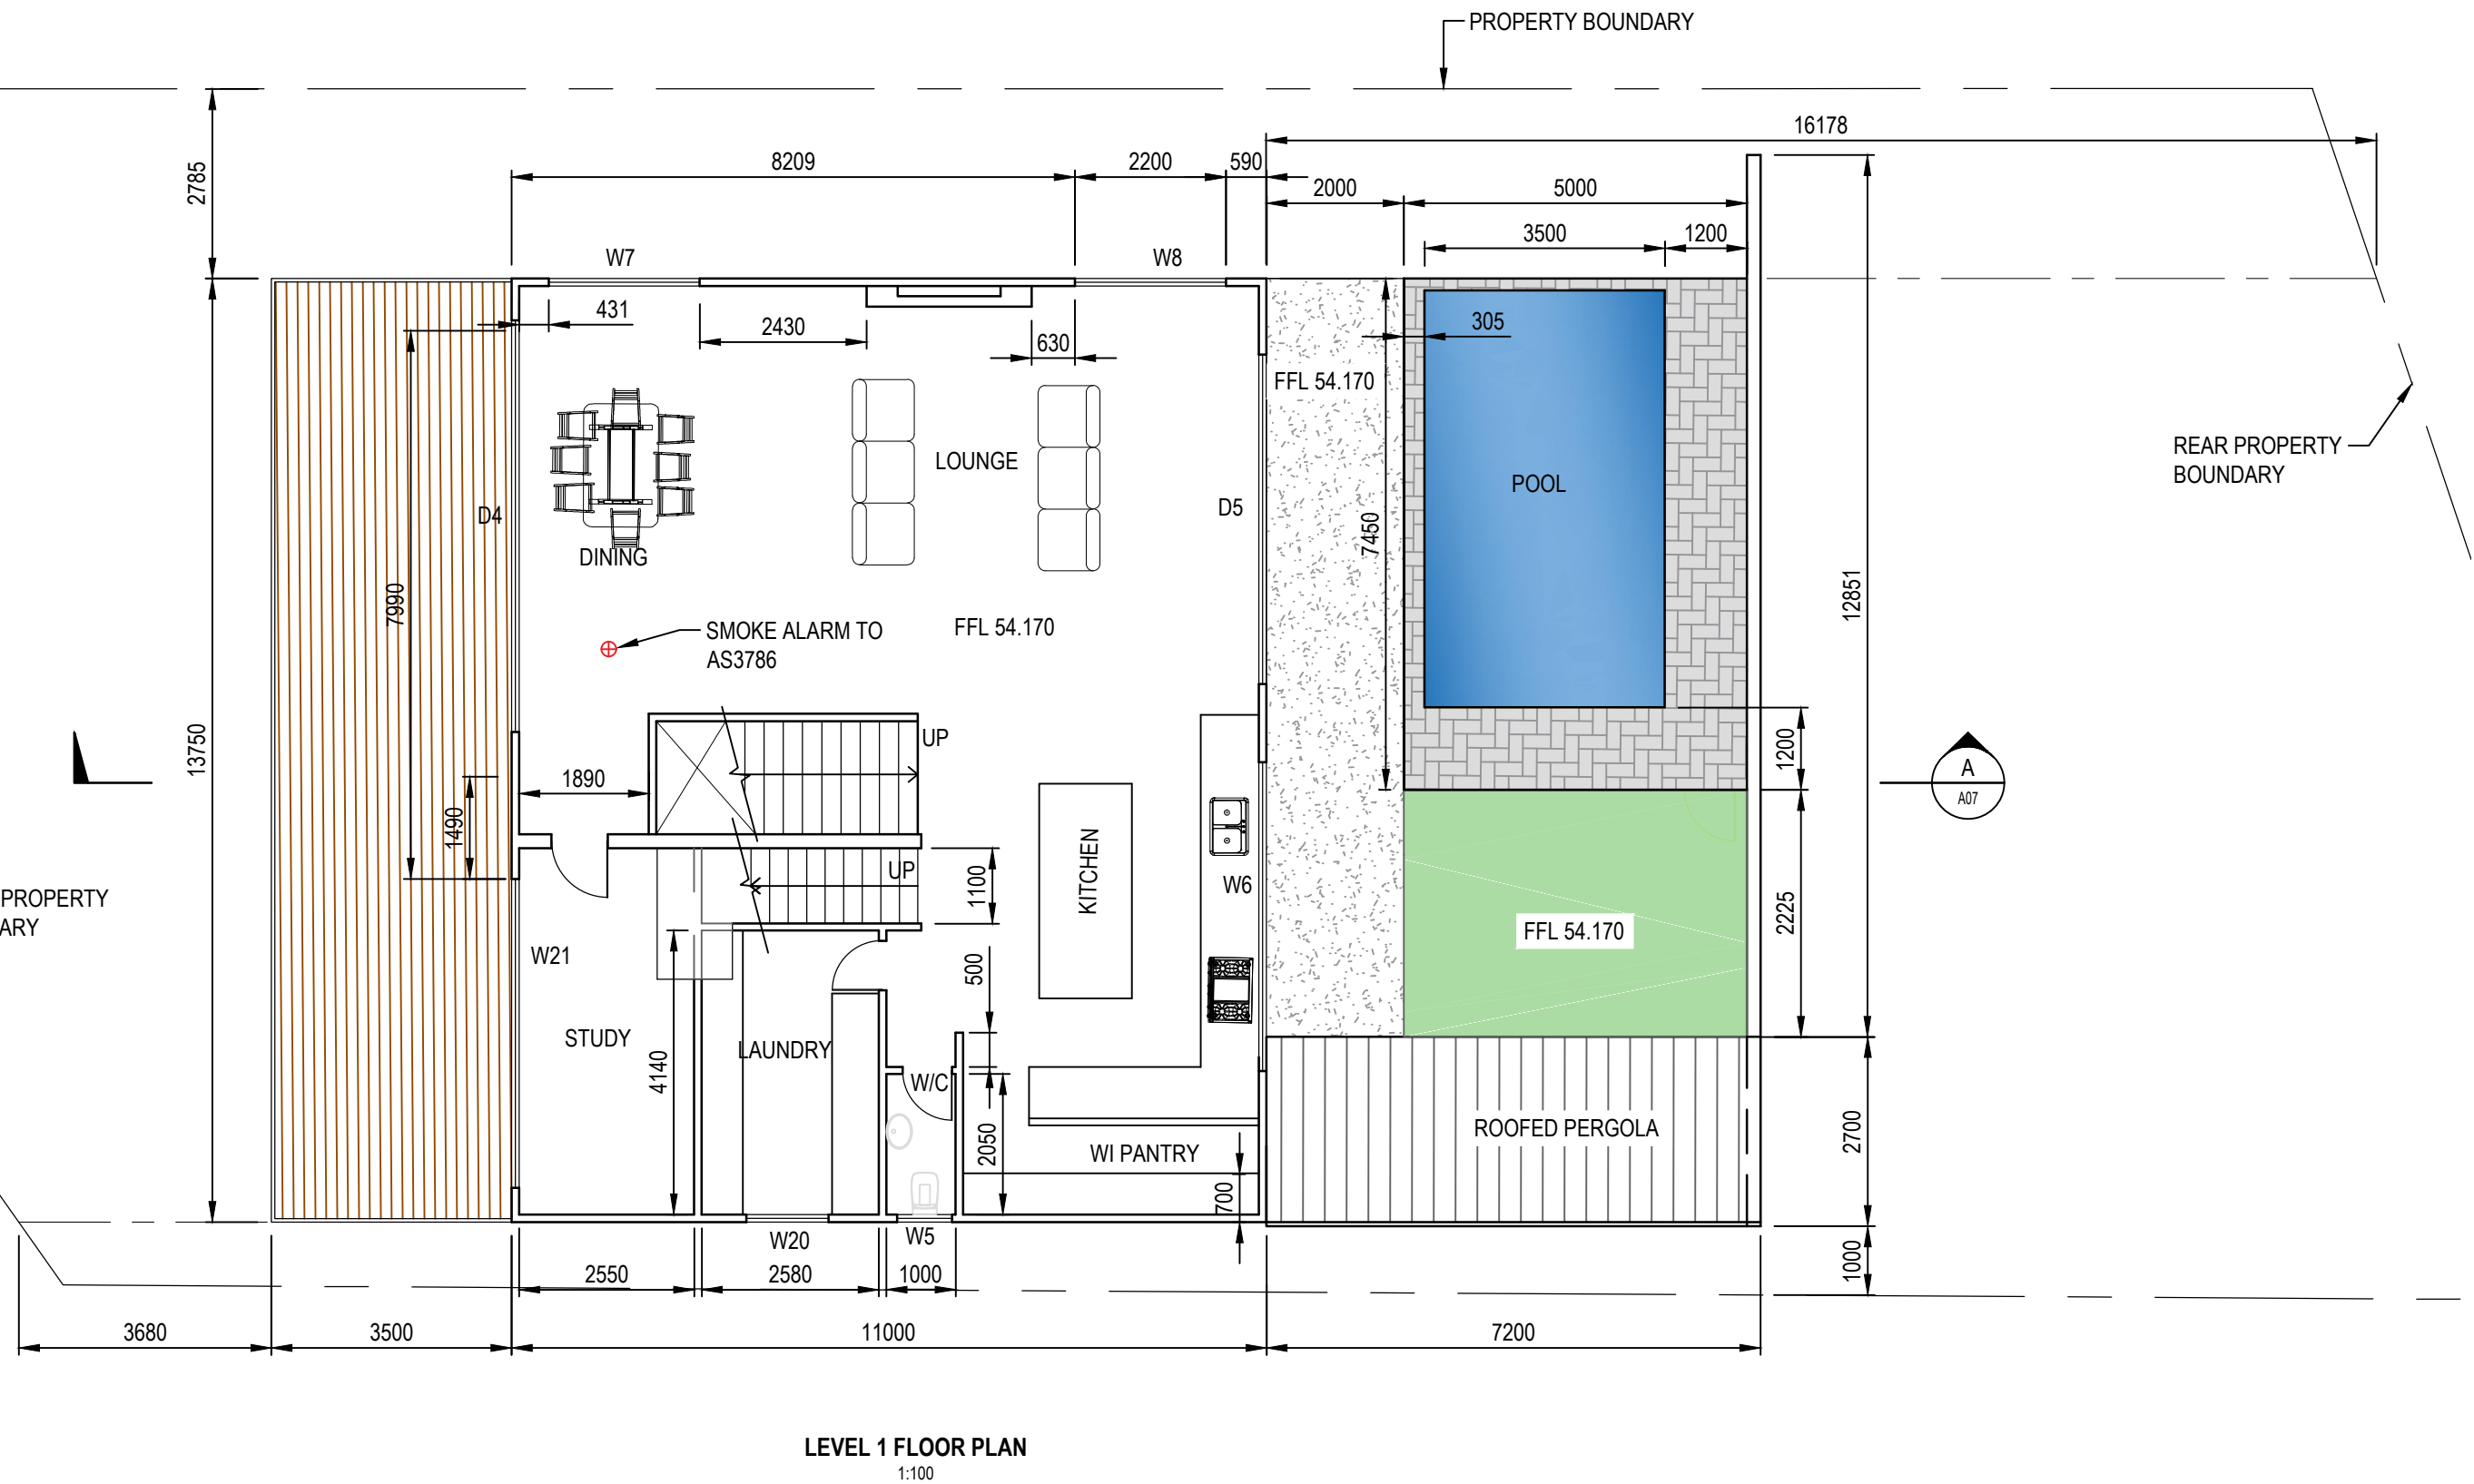 PROPERTY BOUNDARY
16178
2785
8209
2200
590
2000
5000
3500
1200
W7
W8
431
2430
630
305
FFL 54.170
LOUNGE
POOL
REAR PROPERTY
BOUNDARY
D4
D5
7450
DINING
7990
12851
SMOKE ALARM TO
AS3786
FFL 54.170
13750
UP
1200
A
A07
1890
1490
KITCHEN
UP
1100
W6
PROPERTY
ARY
2225
FFL 54.170
W21
500
STUDY
LAUNDRY
4140
W/C
2050
WI PANTRY
ROOFED PERGOLA
2700
700
W20
W5
1000
2550
2580
1000
3680
3500
11000
7200
LEVEL 1 FLOOR PLAN
1:100